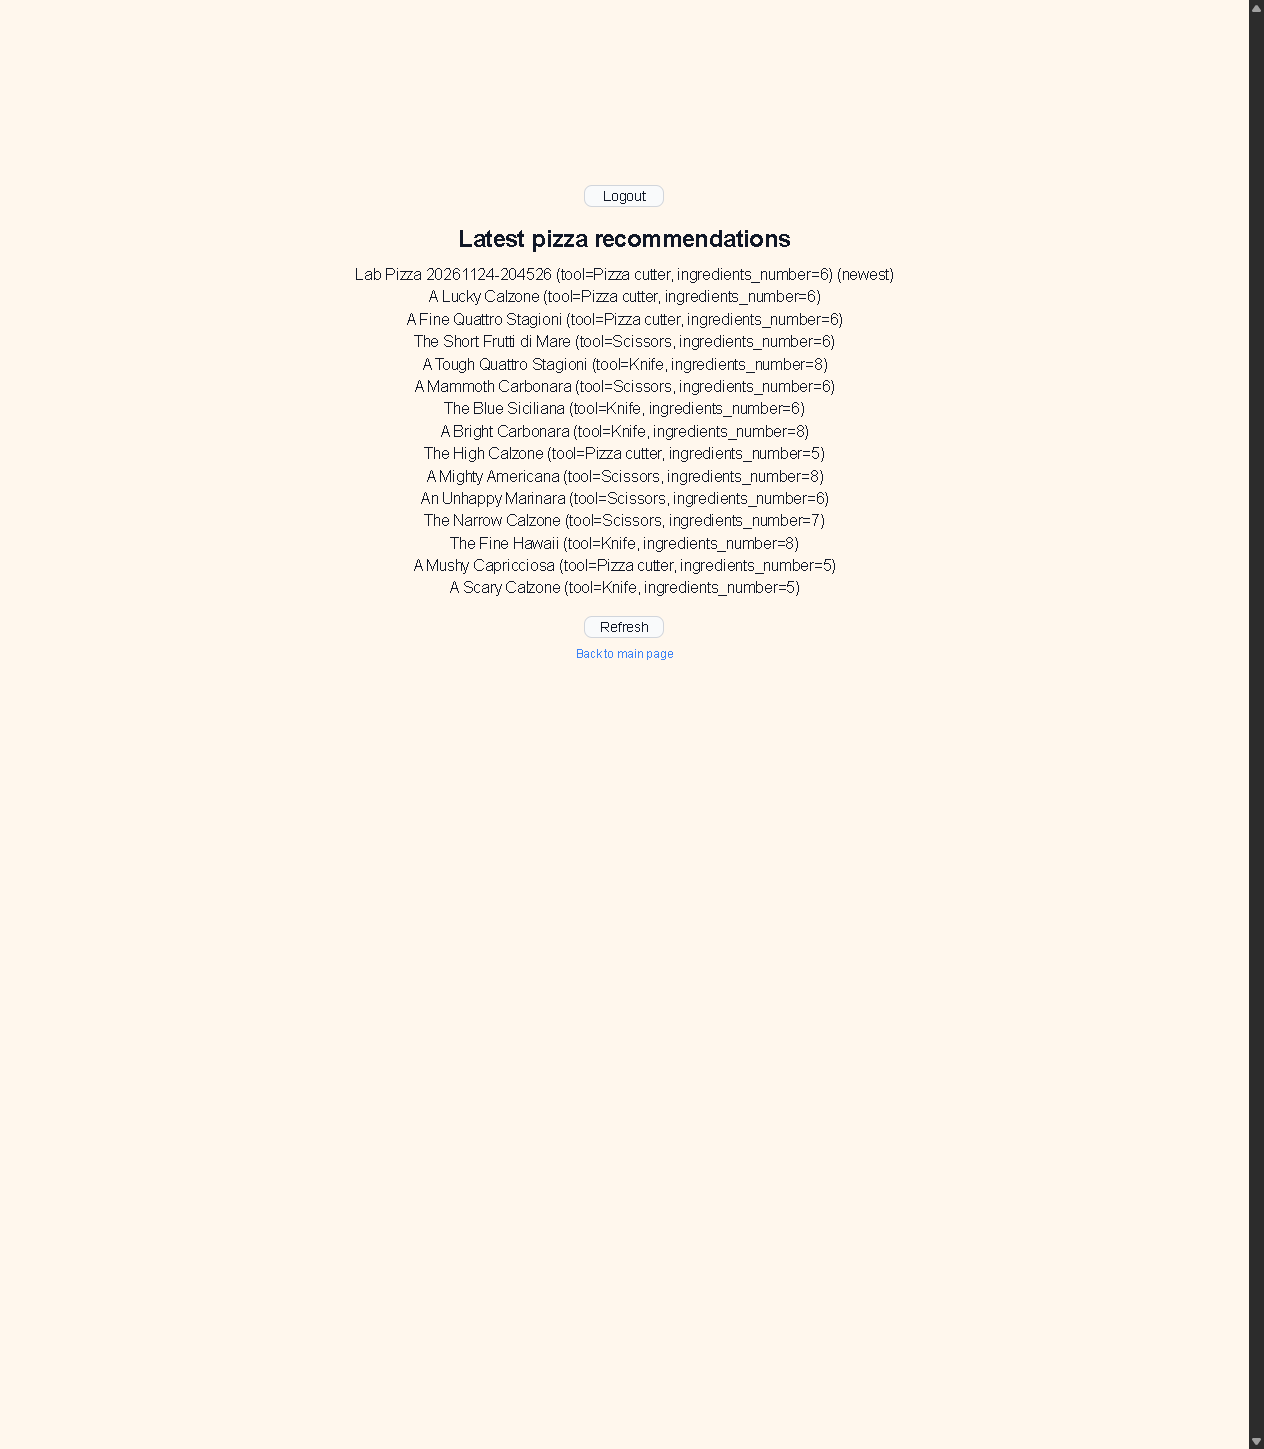 Logout
Latest pizza recommendations
Lab Pizza 20261124-204526 (tool=Pizza cutter, ingredients_number=6) (newest)
A Lucky Calzone (tool=Pizza cutter, ingredients_number=6)
A Fine Quattro Stagioni (tool=Pizza cutter, ingredients_number=6)
The Short Frutti di Mare (tool=Scissors, ingredients_number=6)
A Tough Quattro Stagioni (tool=Knife, ingredients_number=8)
A Mammoth Carbonara (tool=Scissors, ingredients_number=6)
The Blue Siciliana (tool=Knife, ingredients_number=6)
A Bright Carbonara (tool=Knife, ingredients_number=8)
The High Calzone (tool=Pizza cutter, ingredients_number=5)
A Mighty Americana (tool=Scissors, ingredients_number=8)
An Unhappy Marinara (tool=Scissors, ingredients_number=6)
The Narrow Calzone (tool=Scissors, ingredients_number=7)
The Fine Hawaii (tool=Knife, ingredients_number=8)
A Mushy Capricciosa (tool=Pizza cutter, ingredients_number=5)
A Scary Calzone (tool=Knife, ingredients_number=5)
Refresh
Back to main page